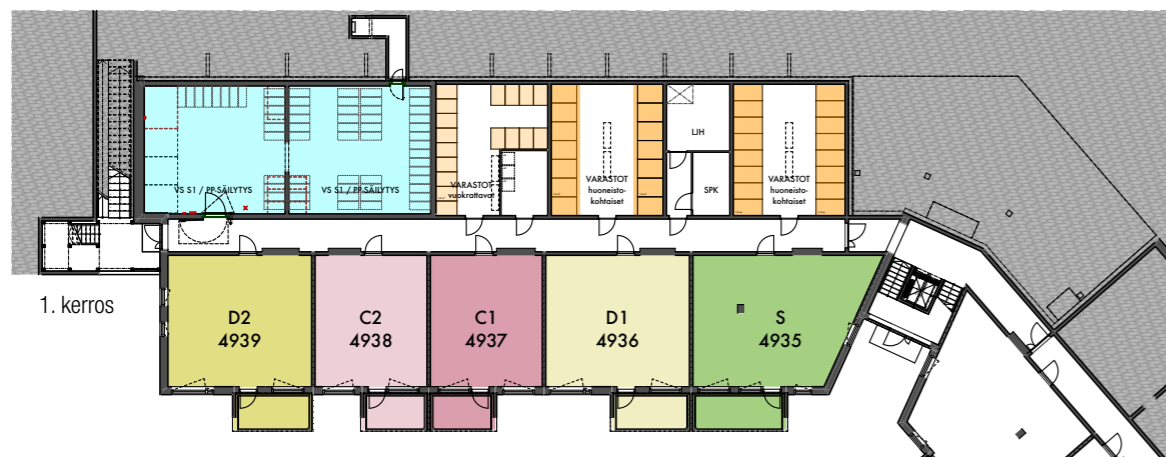 VS S1 / PP-SÄILYTYS
VS S1 / PP-SÄILYTYS
VARASTOT
vuokrattavat
VARASTOT
huoneisto-
kohtaiset
LJH
SPK
VARASTOT
huoneisto-
kohtaiset
1. kerros
D2
4939
C2
4938
C1
4937
D1
4936
S
4935